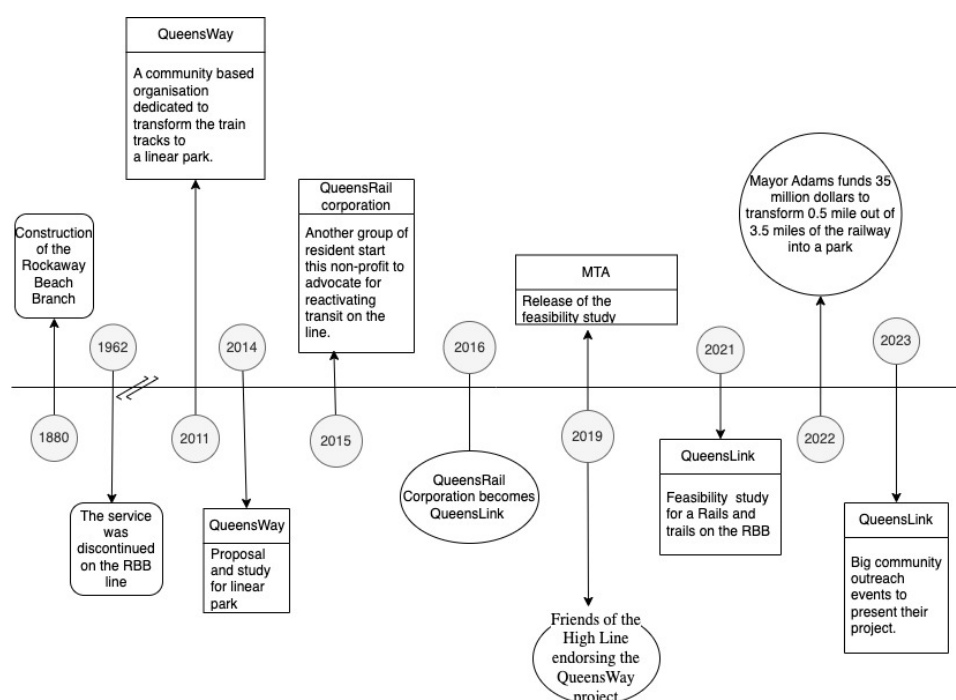 QueensWay
A community based
organisation
dedicated to
transform the train
tracks to
a linear park.
QueensRail
corporation
Another group of
resident start
this non-profit to
advocate for
reactivating
transit on the
line.
Mayor Adams funds 35
million dollars to
transform 0.5 mile out of
3.5 miles of the railway
into a park
Construction
of the
Rockaway
Beach
Branch
MTA
Release of the
feasibility study
1962
2014
2016
2021
2023
1880
2011
2015
2019
2022
The service
was
discontinued
on the RBB
line
QueensWay
Proposal
and study
for linear
park
QueensRail
Corporation becomes
QueensLink
Friends of the
High Line
endorsing the
QueensWay
project
QueensLink
Feasibility study
for a Rails and
trails on the RBB
QueensLink
Big community
outreach
events to
present their
project.